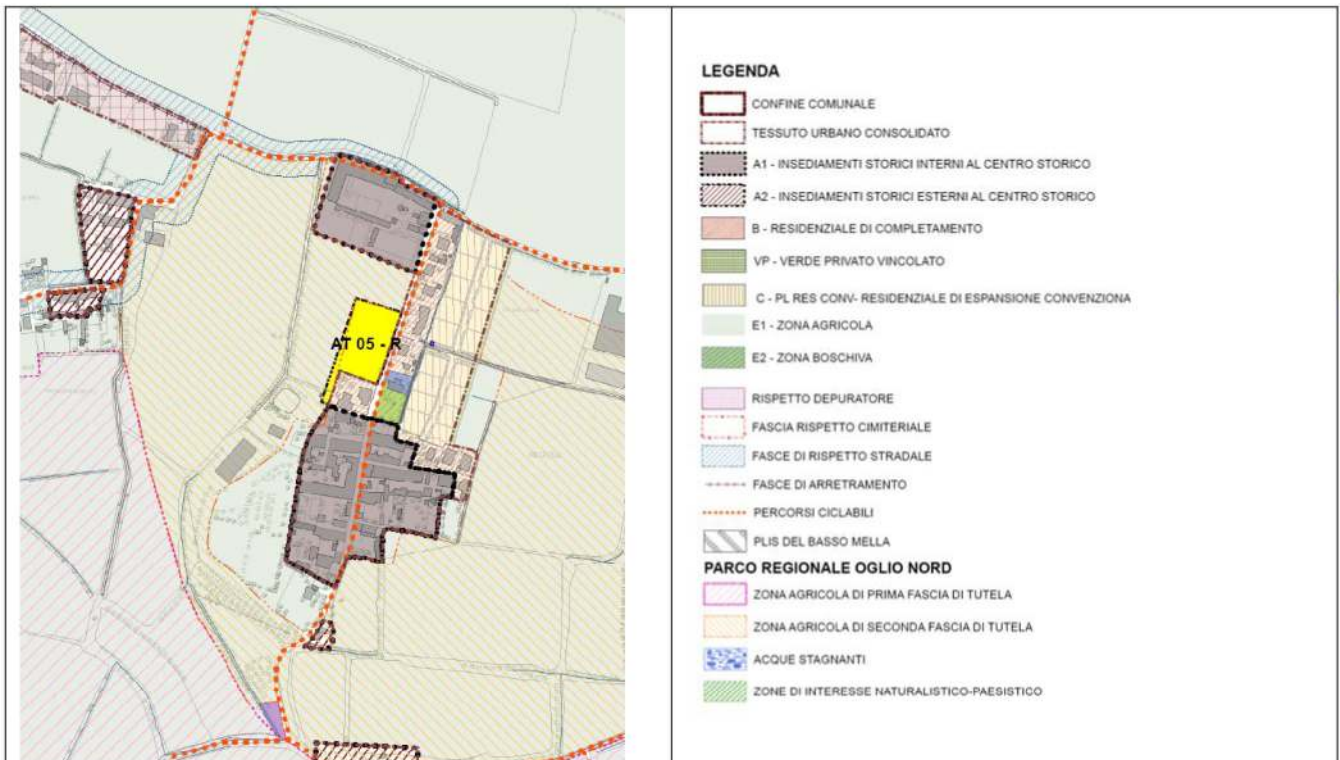 AT 05 - R
LEGENDA
CONFINE COMUNALE
TESSUTO URBANO CONSOLIDATO
A1 - INSEDIAMENTI STORICI INTERNI AL CENTRO STORICO
A2 - INSEDIAMENTI STORICI ESTERNI AL CENTRO STORICO
B - RESIDENZIALE DI COMPLETAMENTO
VP - VERDE PRIVATO VINCOLATO
C - PL RES CONV- RESIDENZIALE DI ESPANSIONE CONVENZIONA
E1 - ZONA AGRICOLA
E2 - ZONA BOSCHIVA
RISPETTO DEPURATORE
FASCIA RISPETTO CIMITERIALE
FASCE DI RISPETTO STRADALE
FASCE DI ARRETRAMENTO
PERCORSI CICLABILI
PLIS DEL BASSO MELLA
PARCO REGIONALE OGLIO NORD
ZONA AGRICOLA DI PRIMA FASCIA DI TUTELA
ZONA AGRICOLA DI SECONDA FASCIA DI TUTELA
ACQUE STAGNANTI
ZONE DI INTERESSE NATURALISTICO-PAESISTICO